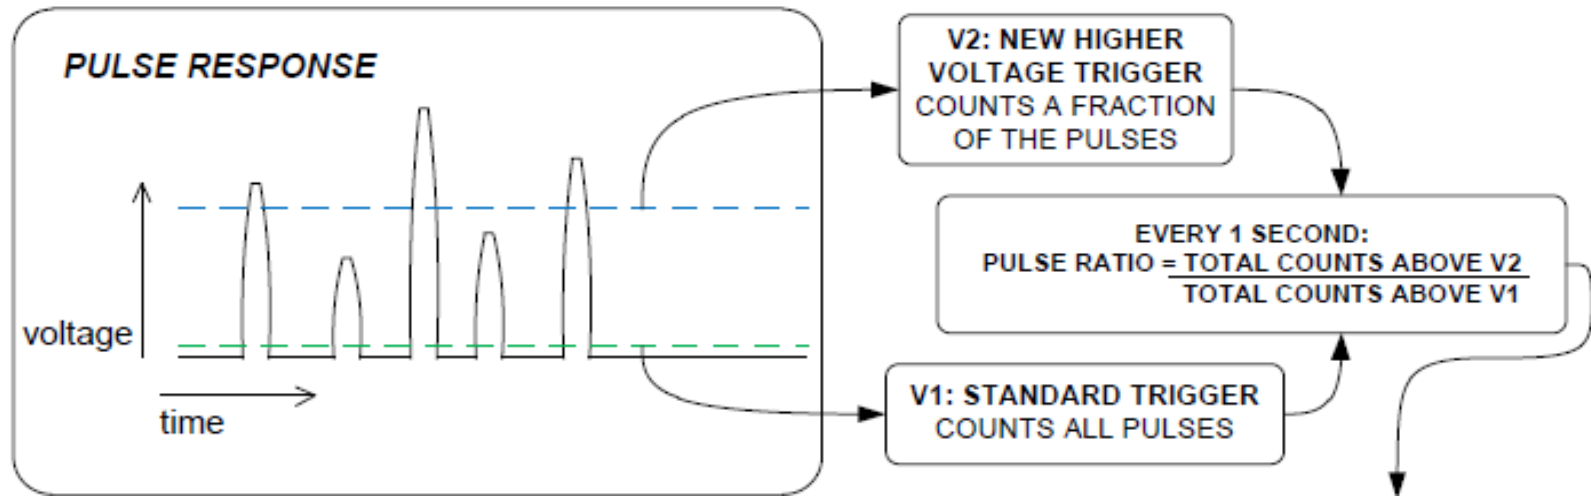 PULSE RESPONSE
voltage
time
V2: NEW HIGHER
VOLTAGE TRIGGER
COUNTS A FRACTION
OF THE PULSES
EVERY 1 SECOND:
PULSE RATIO = TOTAL COUNTS ABOVE V2
TOTAL COUNTS ABOVE V1
V1: STANDARD TRIGGER
COUNTS ALL PULSES